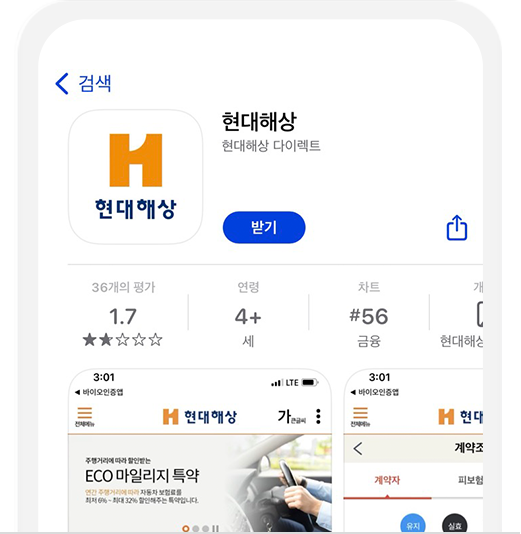 검색
현대해상
현대해상
현대해상 다이렉트
받기
36개의 평가
1.7
연령
4+
세
차트
#56
금융
개
현대해상
3:01
LTE
◀ 바이오인증앱
전체메뉴
현대해상
가 큰글씨
주행거리에 따라 할인받는
ECO 마일리지 특약
연간 주행거리에 따라 자동차 보험료를
최저 6% ~ 최대 32% 할인해주는 특약입니다.
3:01
◀ 바이오인증앱
전체메뉴
현대
계약조
계약자
피보험
유지
실효